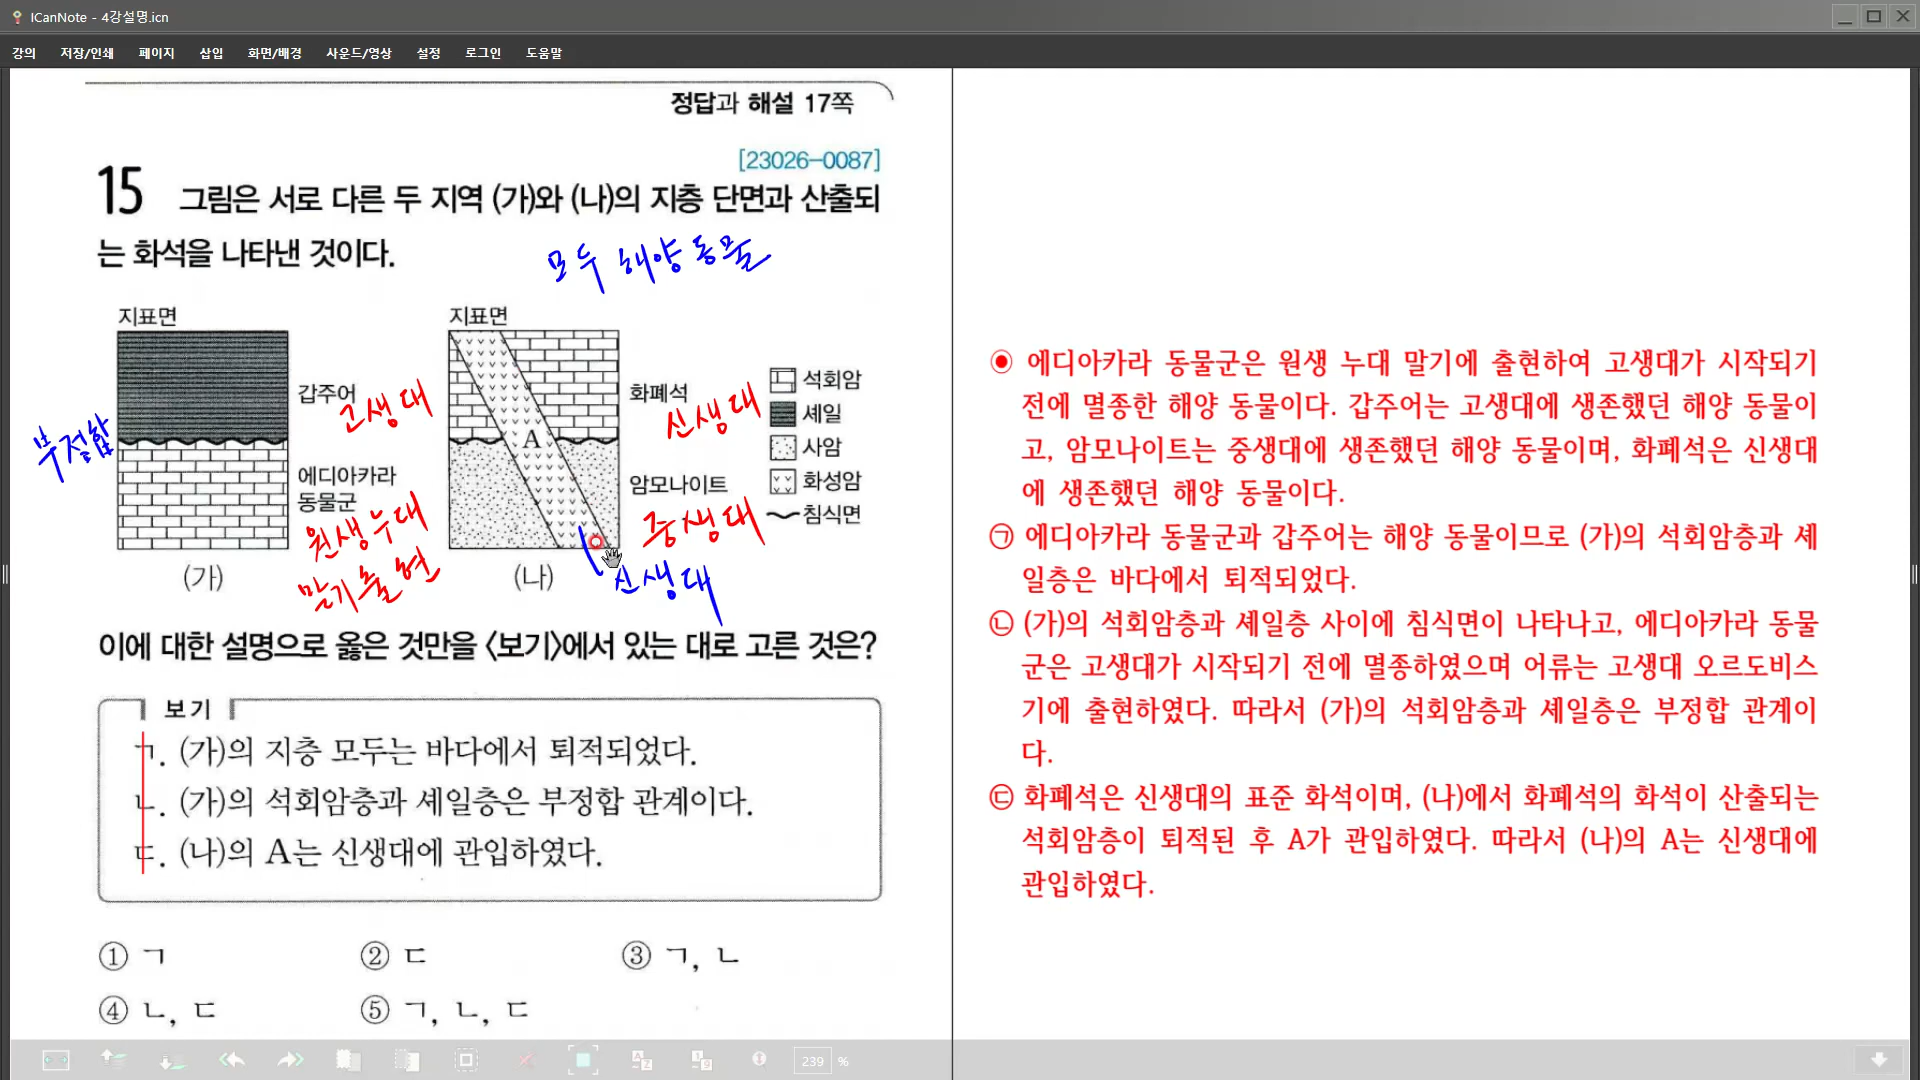 ICanNote - 4강설명.icn
강의 저장/인쇄 페이지 삽입 화면/배경 사운드/영상 설정 로그인 도움말
정답과 해설 17쪽
[23026-0087]
15 그림은 서로 다른 두 지역 (가)와 (나)의 지층 단면과 산출되
는 화석을 나타낸 것이다.
모두 해양동물
지표면
갑주어
고생대
부정합
에디아카라
동물군
원생누대
말기출현
(가)
지표면
A
화폐석
신생대
암모나이트
중생대
신생대
(나)
석회암
셰일
사암
화성암
침식면
이에 대한 설명으로 옳은 것만을 〈보기〉에서 있는 대로 고른 것은?
보기
ㄱ. (가)의 지층 모두는 바다에서 퇴적되었다.
ㄴ. (가)의 석회암층과 셰일층은 부정합 관계이다.
ㄷ. (나)의 A는 신생대에 관입하였다.
① ㄱ ② ㄷ ③ ㄱ, ㄴ
④ ㄴ, ㄷ ⑤ ㄱ, ㄴ, ㄷ
◉ 에디아카라 동물군은 원생 누대 말기에 출현하여 고생대가 시작되기
전에 멸종한 해양 동물이다. 갑주어는 고생대에 생존했던 해양 동물이
고, 암모나이트는 중생대에 생존했던 해양 동물이며, 화폐석은 신생대
에 생존했던 해양 동물이다.
㉠ 에디아카라 동물군과 갑주어는 해양 동물이므로 (가)의 석회암층과 셰
일층은 바다에서 퇴적되었다.
㉡ (가)의 석회암층과 셰일층 사이에 침식면이 나타나고, 에디아카라 동물
군은 고생대가 시작되기 전에 멸종하였으며 어류는 고생대 오르도비스
기에 출현하였다. 따라서 (가)의 석회암층과 셰일층은 부정합 관계이
다.
㉢ 화폐석은 신생대의 표준 화석이며, (나)에서 화폐석의 화석이 산출되는
석회암층이 퇴적된 후 A가 관입하였다. 따라서 (나)의 A는 신생대에
관입하였다.
239 %